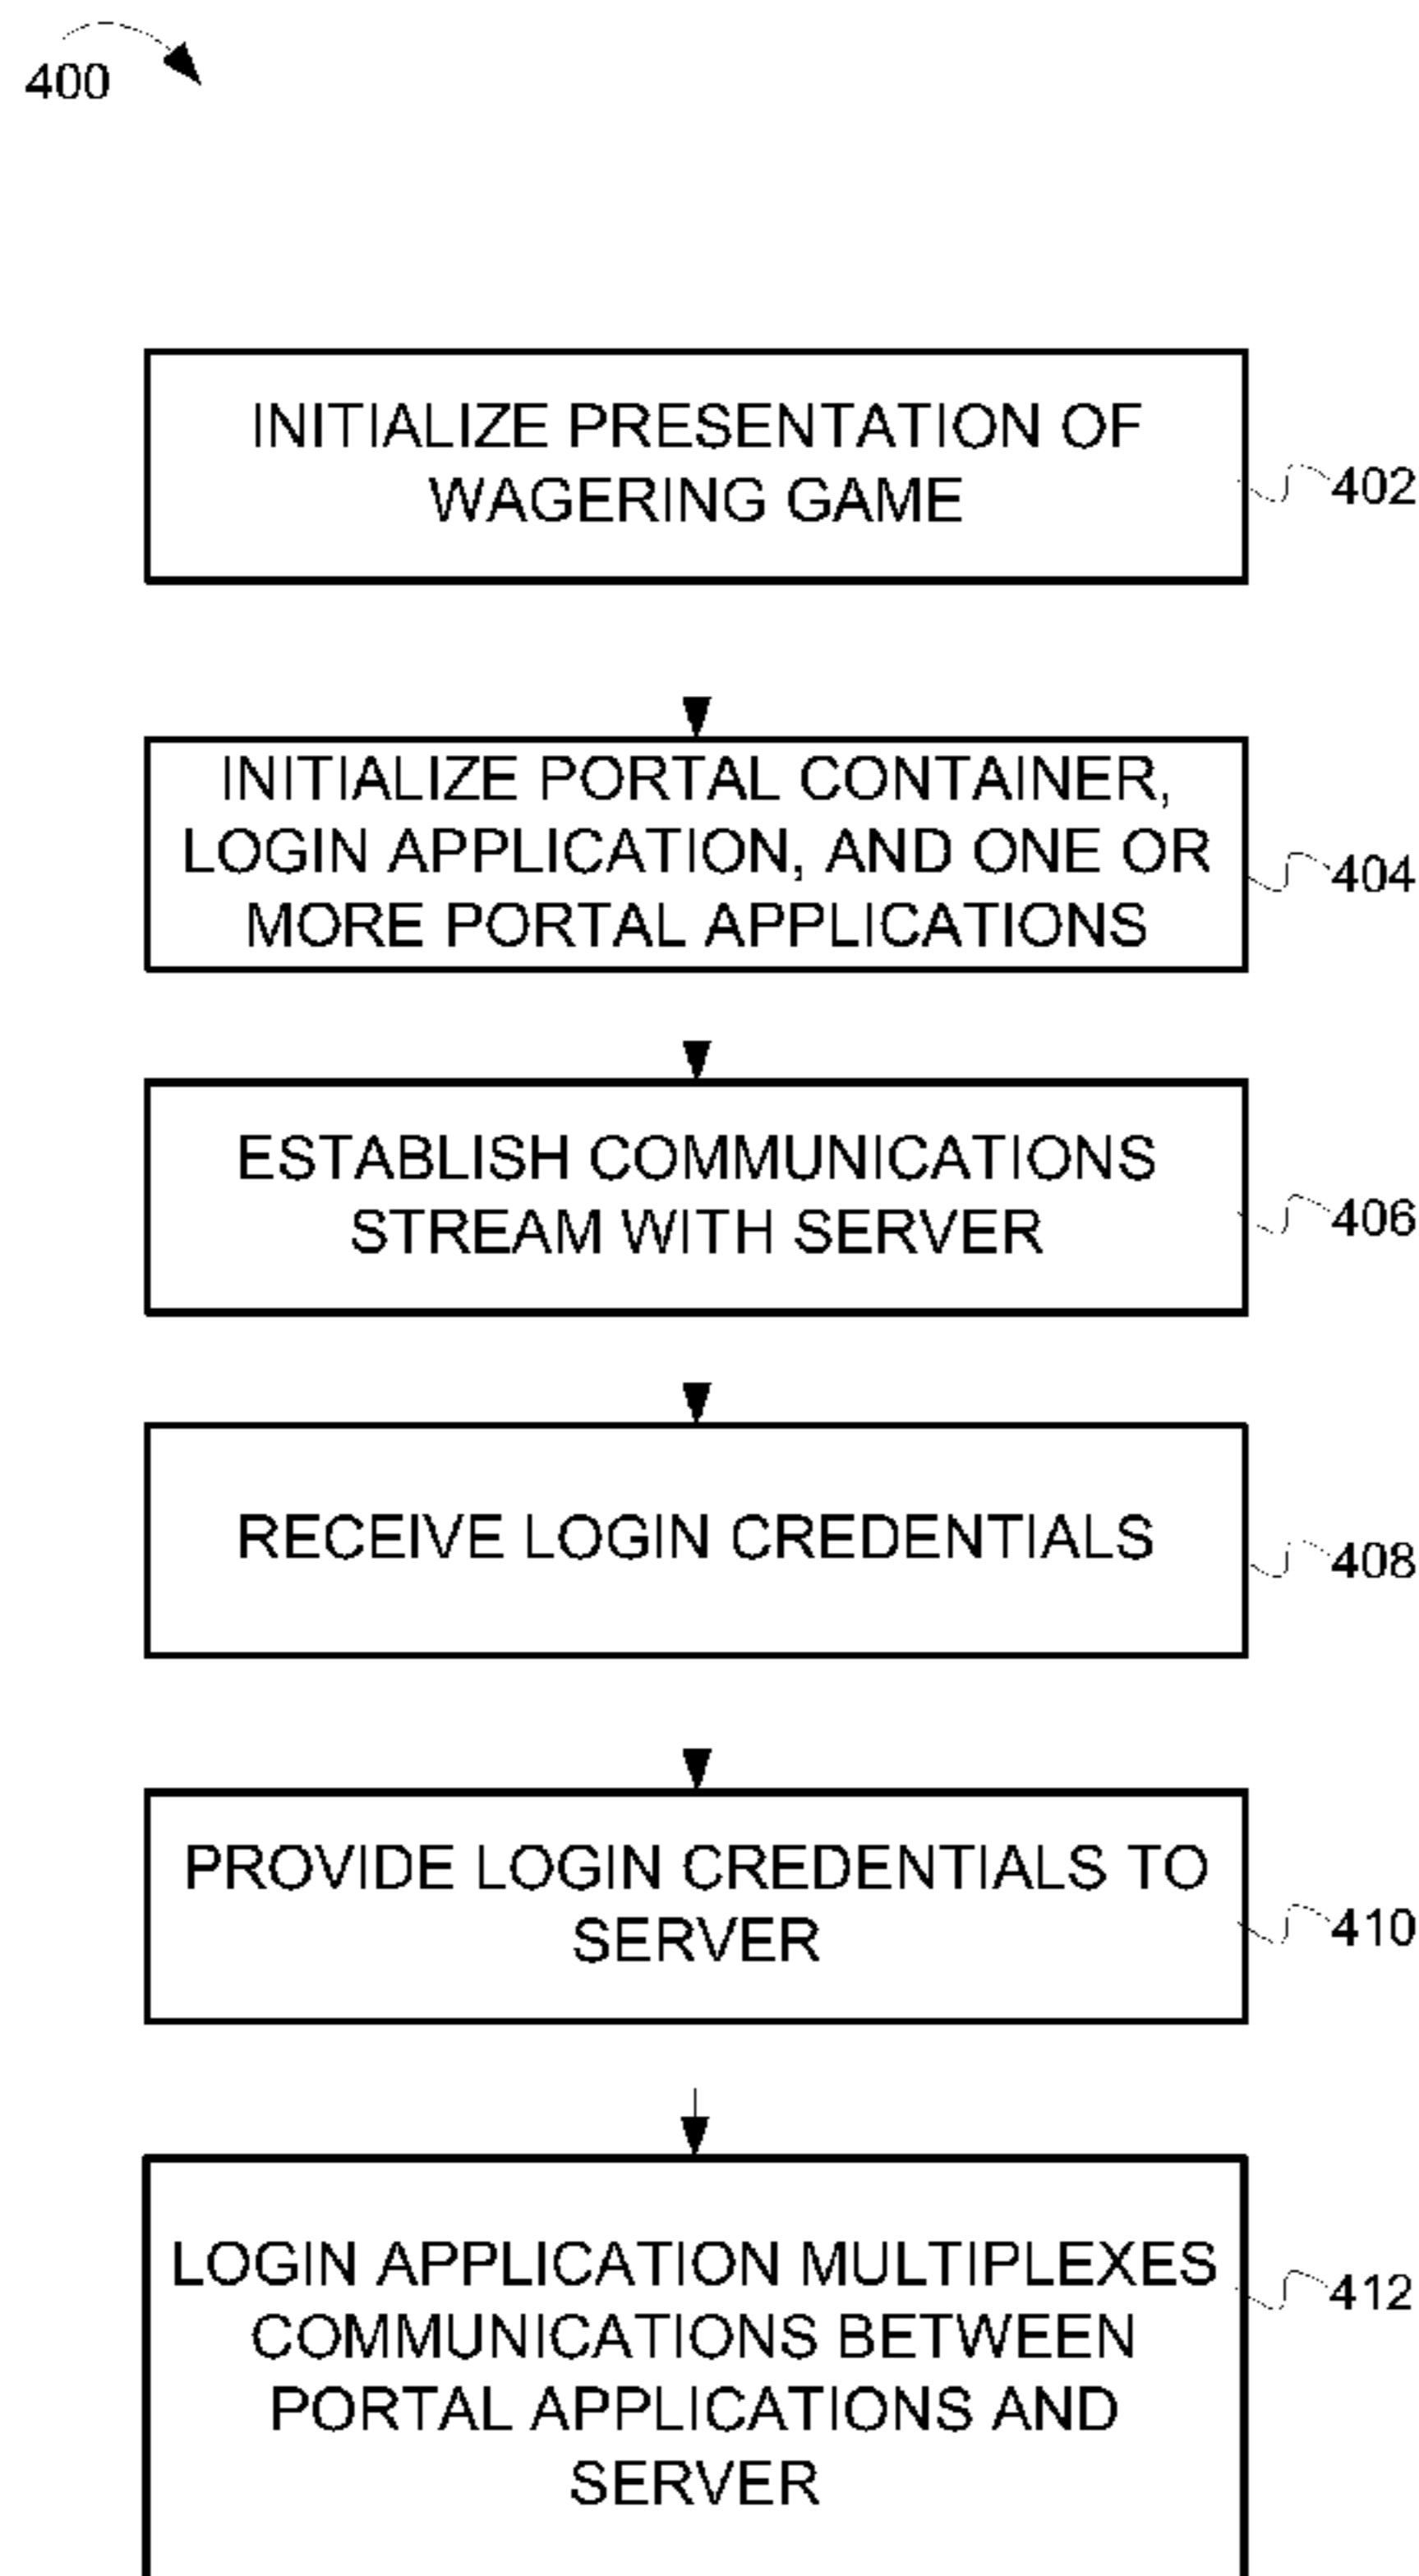 400
INITIALIZE PRESENTATION OF
WAGERING GAME
402
INITIALIZE PORTAL CONTAINER,
LOGIN APPLICATION, AND ONE OR
MORE PORTAL APPLICATIONS
404
ESTABLISH COMMUNICATIONS
STREAM WITH SERVER
406
RECEIVE LOGIN CREDENTIALS
408
PROVIDE LOGIN CREDENTIALS TO
SERVER
410
LOGIN APPLICATION MULTIPLEXES
COMMUNICATIONS BETWEEN
PORTAL APPLICATIONS AND
SERVER
412